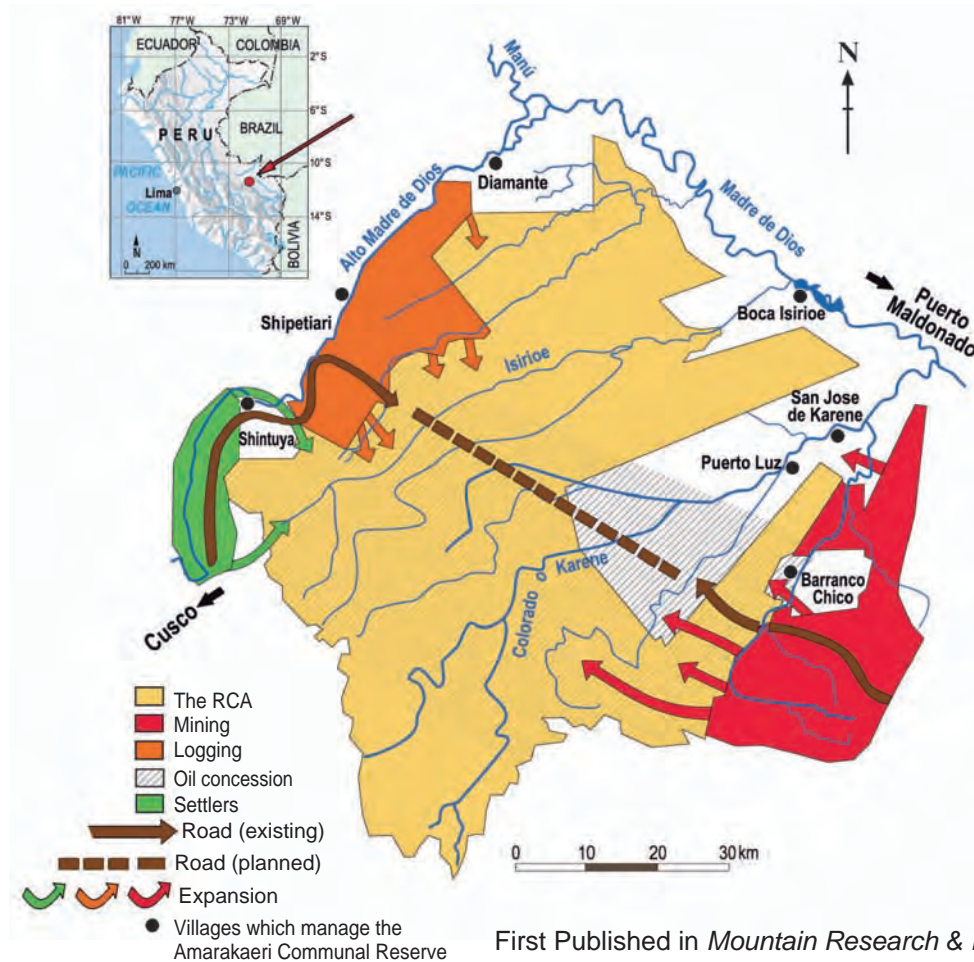 81°W 77°W 73°W 69°W
ECUADOR COLOMBIA
2°S
6°S
PERU BRAZIL
10°S
PACIFIC
Lima
OCEAN
14°S
BOLIVIA
N
0 200 km
N
Manú
Diamante
Alto Madre de Dios
Madre de Dios
Shipetiari
Boca Isirioe
Puerto
Maldonado
Isirioe
San Jose
de Karene
Shintuya
Puerto Luz
Karene
Barranco
Chico
Colorado o
Cusco
The RCA
Mining
Logging
Oil concession
Settlers
Road (existing)
Road (planned)
0 10 20 30 km
Expansion
Villages which manage the
Amarakaeri Communal Reserve
First Published in Mountain Research &